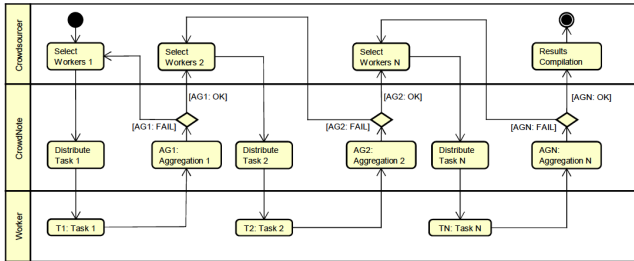 Crowdsourcer
Select
Workers 1
Select
Workers 2
Select
Workers N
Results
Compilation
CrowdNote
[AG1: OK]
[AG2: OK]
[AGN: OK]
[AG1: FAIL]
[AG2: FAIL]
[AGN: FAIL]
Distribute
Task 1
AG1:
Aggregation 1
Distribute
Task 2
AG2:
Aggregation 2
Distribute
Task N
AGN:
Aggregation N
Worker
T1: Task 1
T2: Task 2
TN: Task N